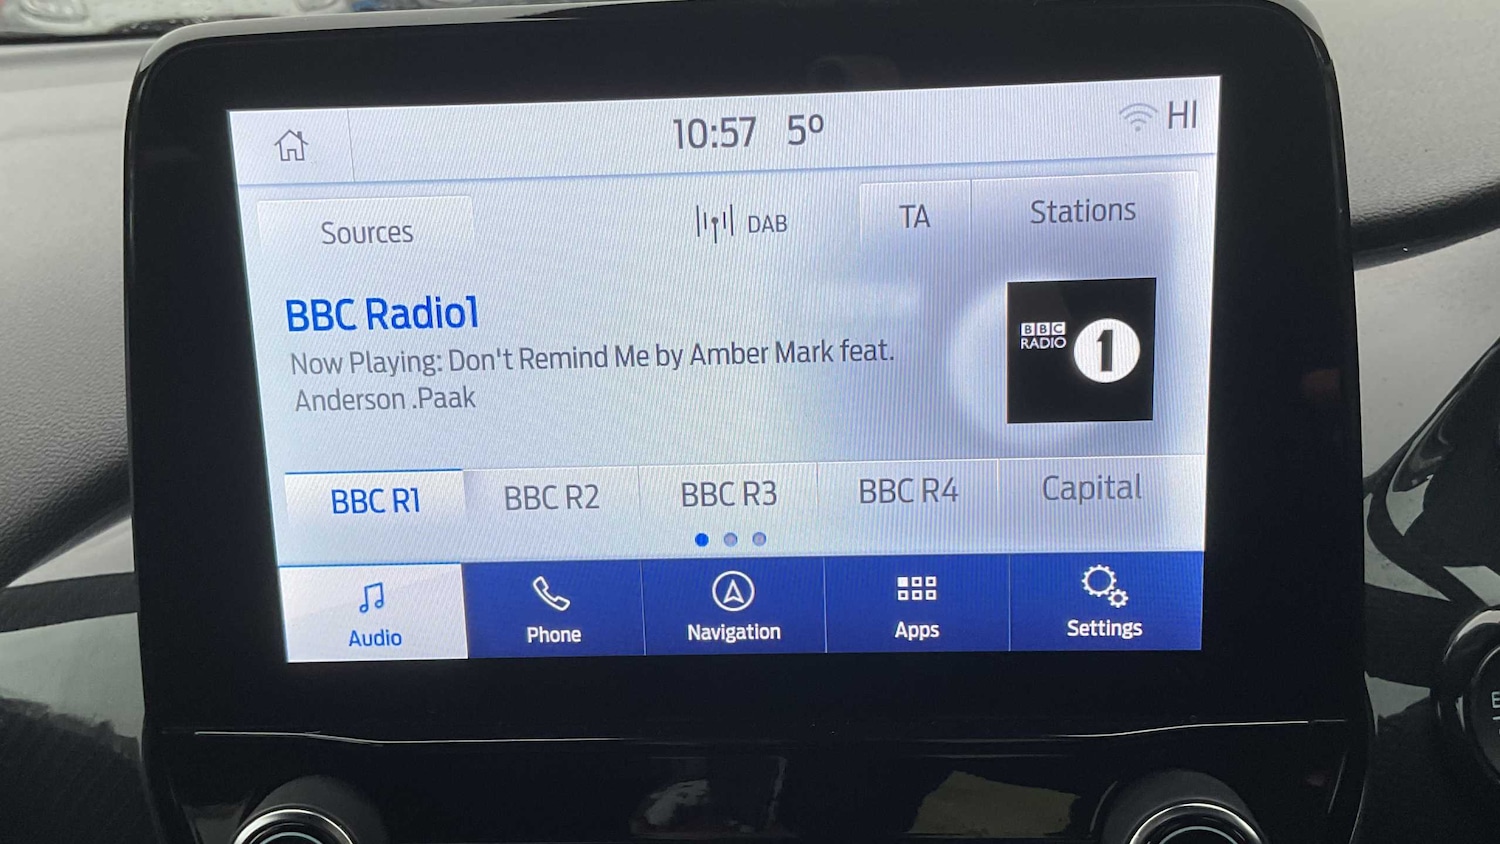 10:57 5º HI
Sources DAB TA Stations
BBC Radio1
Now Playing: Don't Remind Me by Amber Mark feat.
Anderson .Paak
BBC
RADIO 1
BBC R1 BBC R2 BBC R3 BBC R4 Capital
Audio Phone Navigation Apps Settings